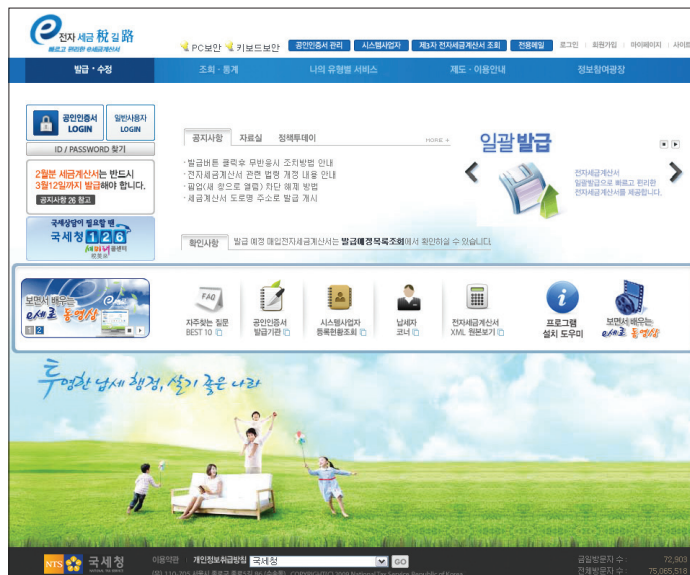 e 전자 세금 稅 길 路
빠르고 편리한 e세금계산서
PC보안 키보드보안 공인인증서 관리 시스템사업자 제3자 전자세금계산서 조회 전용메일 로그인 | 회원가입 | 마이페이지 | 사이트
발급·수정 조회·통계 나의 유형별 서비스 제도·이용안내 정보참여광장
공인인증서 LOGIN
일반사용자 LOGIN
ID / PASSWORD 찾기
2월분 세금계산서는 반드시
3월12일까지 발급해야 합니다.
공지사항 26 참고
국세상담이 필요할 땐
국세청 126
공지사항 자료실 정책투데이 MORE +
·발급버튼 클릭후 무반응시 조치방법 안내
·전자세금계산서 관련 법령 개정 내용 안내
·팝업(새 창으로 열림) 차단 해제 방법
·세금계산서 도로명 주소로 발급 개시
일괄발급
전자세금계산서
일괄발급으로 빠르고 편리한
전자세금계산서를 제공합니다.
확인사항 발급 예정 매입전자세금계산서는 발급예정목록조회에서 확인하실 수 있습니다.
보면서 배우는
e세로 동영상
1 2
FAQ
자주찾는 질문
BEST 10
공인인증서
발급기관
시스템사업자
등록현황조회
납세자
코너
전자세금계산서
XML 원본보기
프로그램
설치 도우미
보면서 배우는
e세로 동영상
투명한 납세 행정, 살기 좋은 나라
NTS 국세청
이용약관 | 개인정보취급방침 국세청 GO
금일방문자 수 : 72,903
전체방문자 수 : 75,065,518